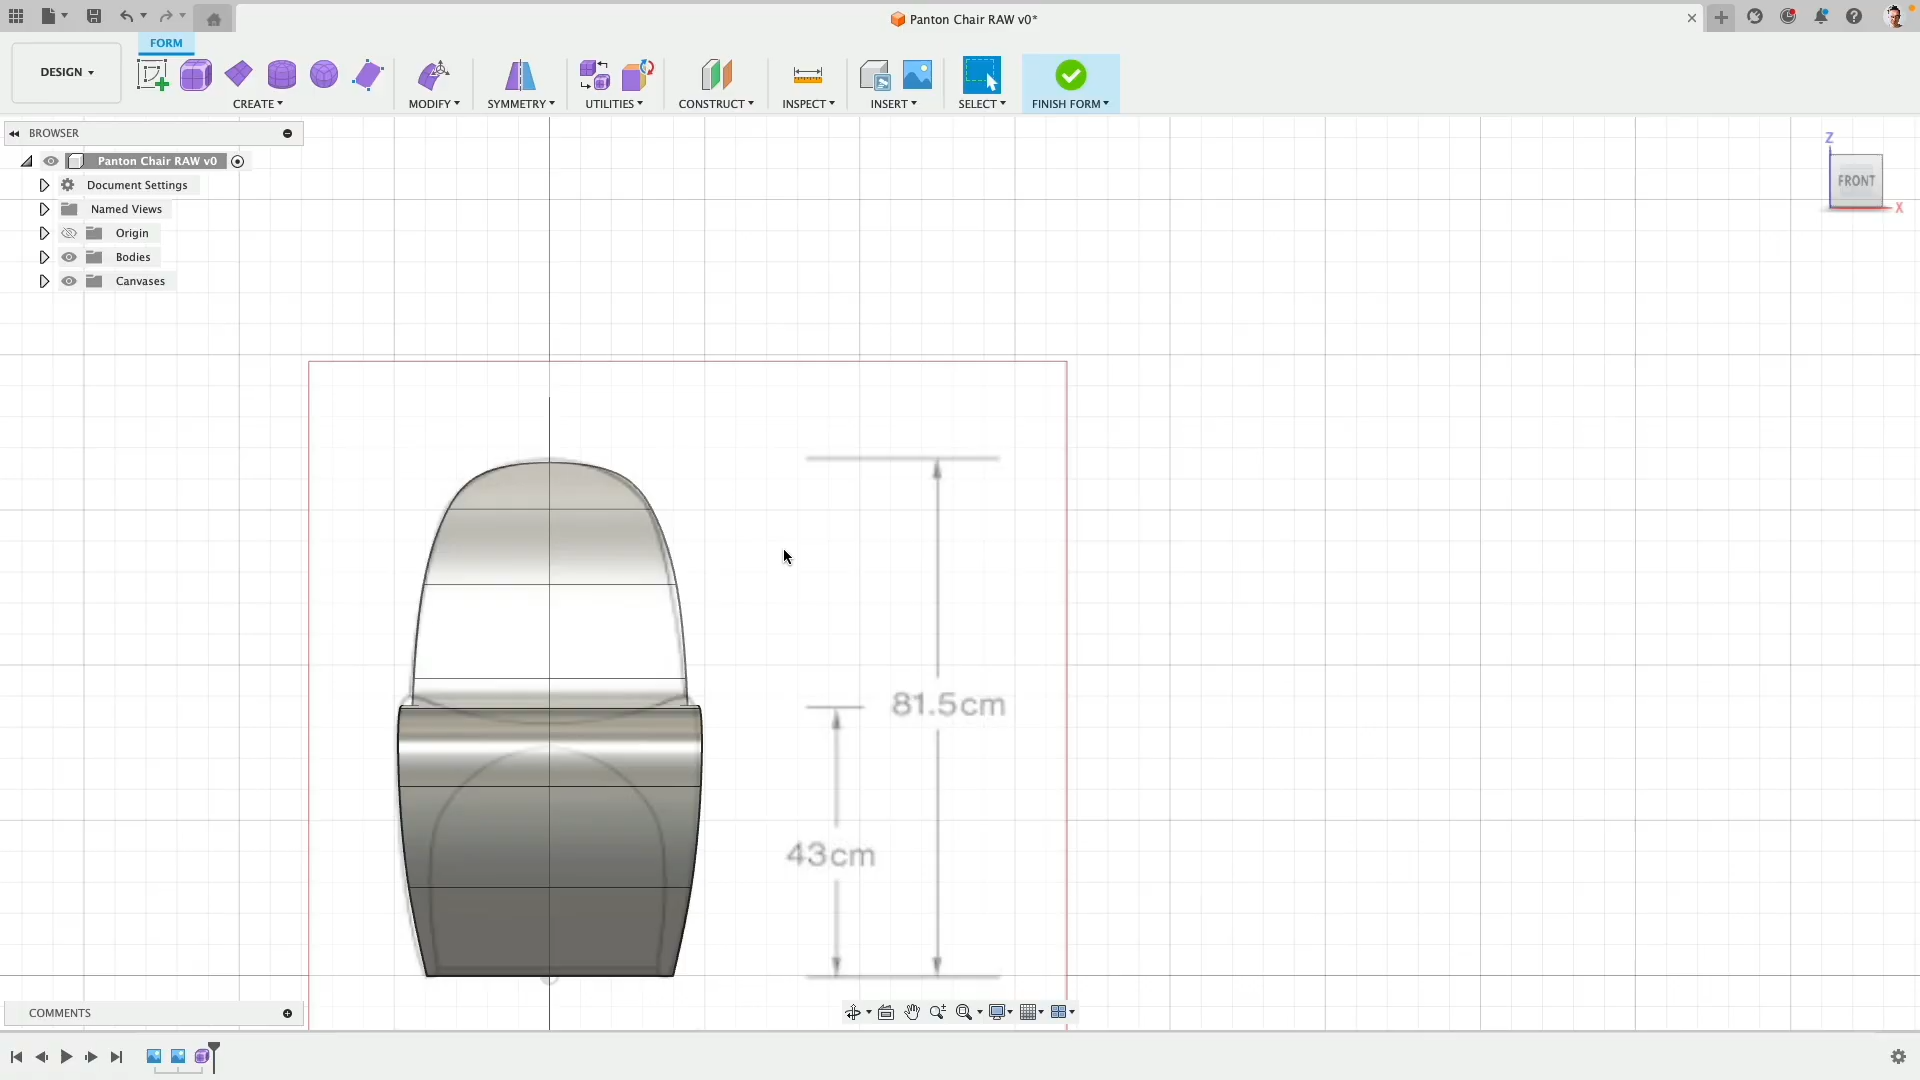 Panton Chair RAW v0*
FORM
DESIGN
CREATE
MODIFY
SYMMETRY
UTILITIES
CONSTRUCT
INSPECT
INSERT
SELECT
FINISH FORM
BROWSER
Panton Chair RAW v0
Document Settings
Named Views
Origin
Bodies
Canvases
Z
FRONT
X
81.5cm
43cm
COMMENTS